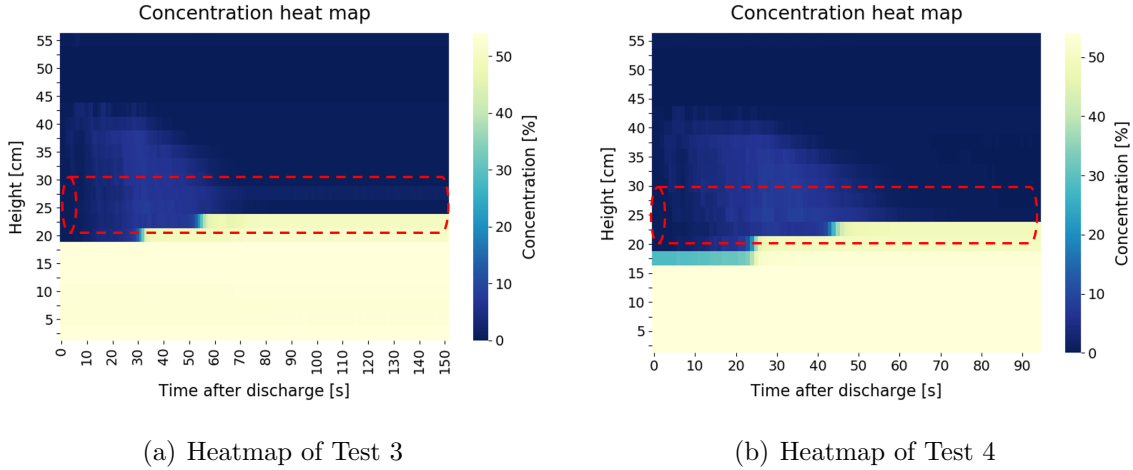 Concentration heat map
Height [cm]
55
50
45
40
35
30
25
20
15
10
5
0 10 20 30 40 50 60 70 80 90 100 110 120 130 140 150
Time after discharge [s]
50
40
30
20
10
0
Concentration [%]
(a) Heatmap of Test 3
Concentration heat map
Height [cm]
55
50
45
40
35
30
25
20
15
10
5
0 10 20 30 40 50 60 70 80 90
Time after discharge [s]
50
40
30
20
10
0
Concentration [%]
(b) Heatmap of Test 4